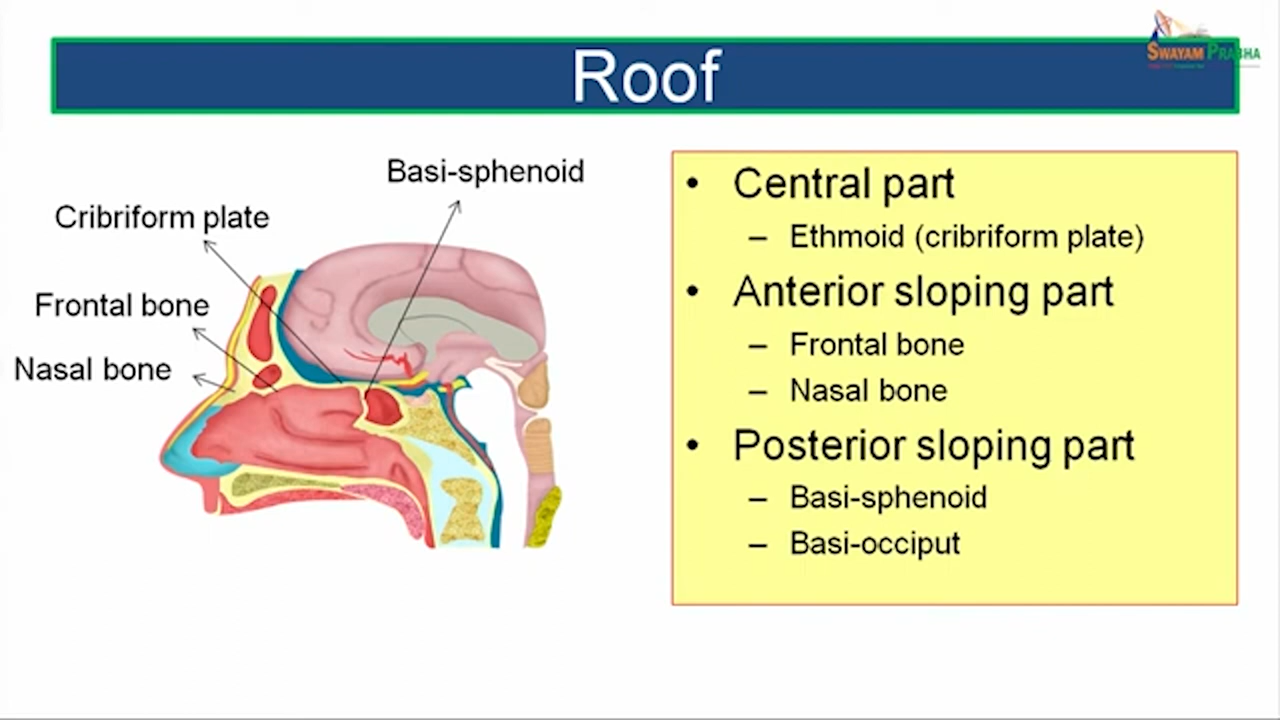 Roof
SWAYAM PRABHA
Basi-sphenoid
Cribriform plate
Frontal bone
Nasal bone
• Central part
– Ethmoid (cribriform plate)
• Anterior sloping part
– Frontal bone
– Nasal bone
• Posterior sloping part
– Basi-sphenoid
– Basi-occiput